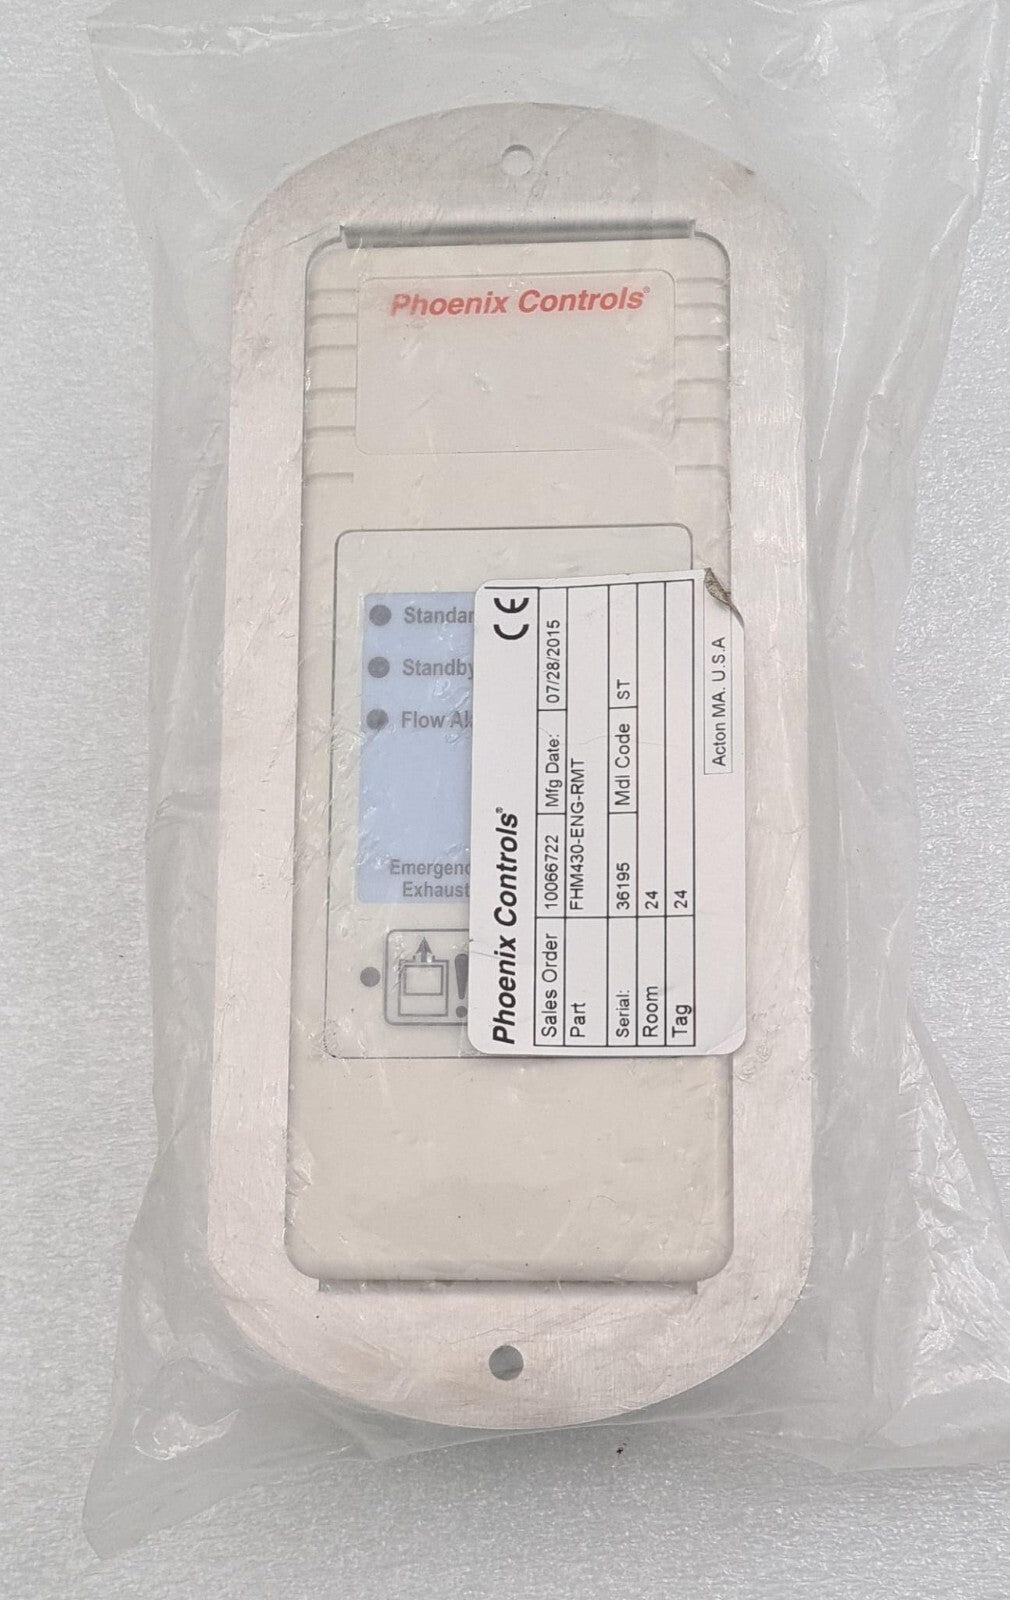 Phoenix Controls®
Standar
Standby
Flow Al
Emergenc
Exhaust
Phoenix Controls® CE
Sales Order 10066722 Mfg Date: 07/28/2015
Part FHM430-ENG-RMT
Serial: 36195 Mdl Code ST
Room 24
Tag 24
Acton MA. U.S.A